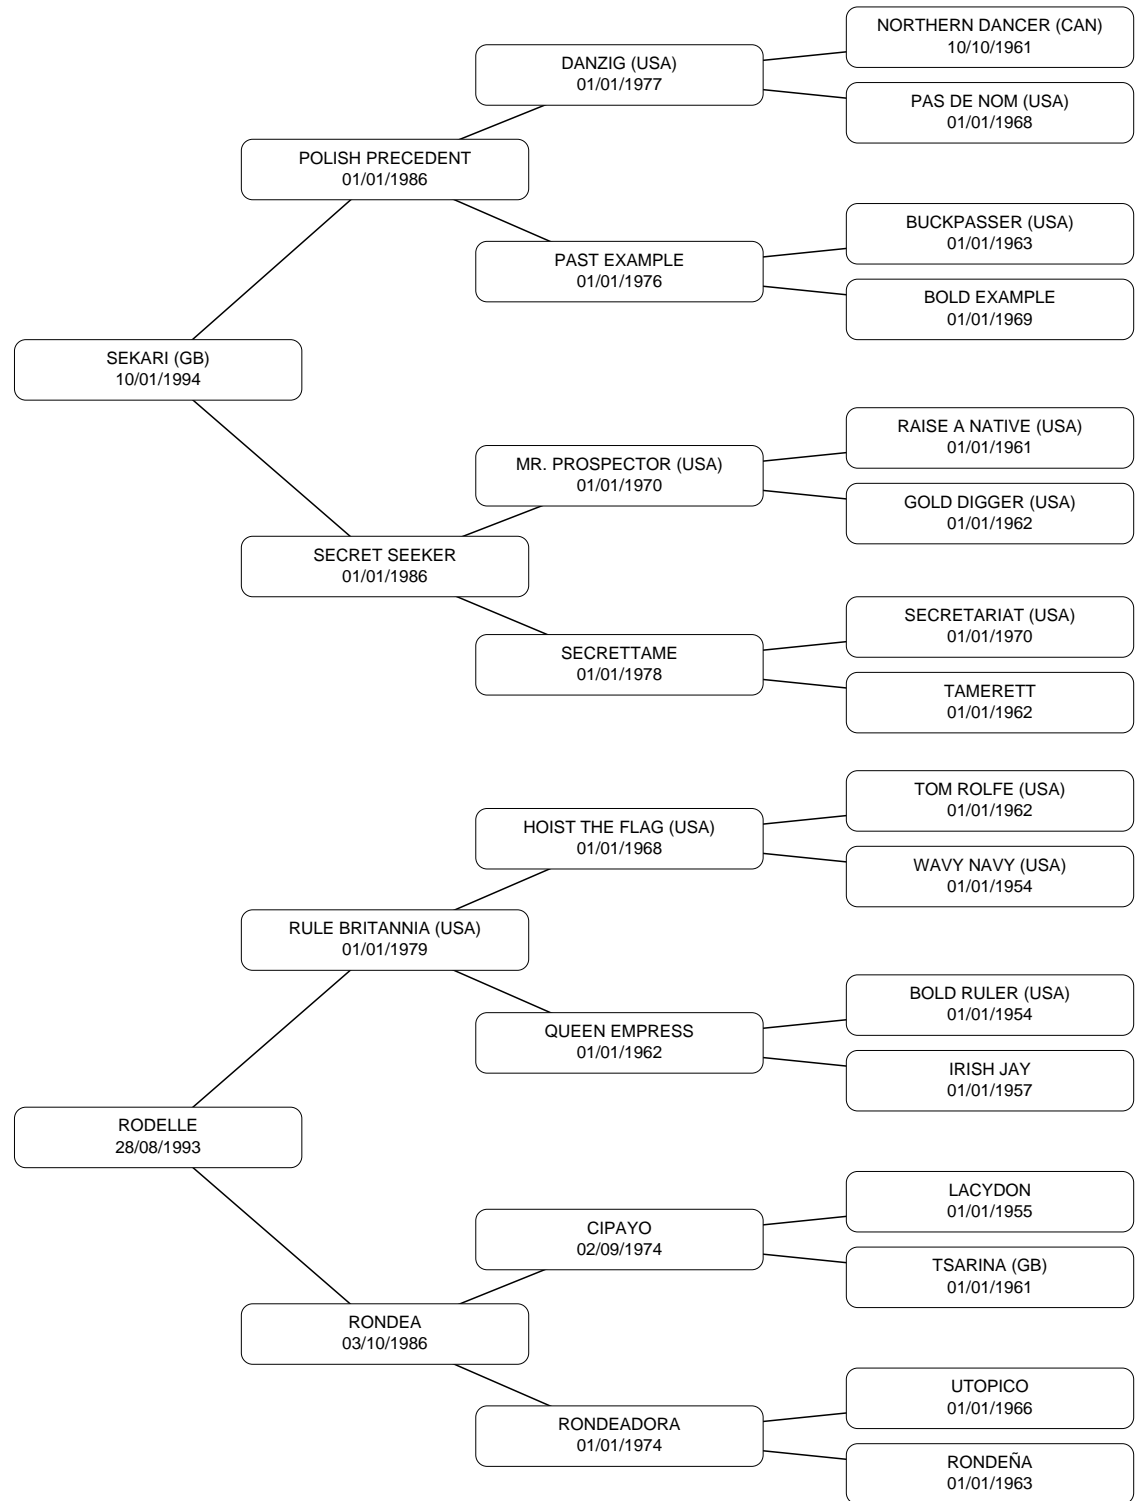 NORTHERN DANCER (CAN)
10/10/1961
DANZIG (USA)
01/01/1977
PAS DE NOM (USA)
01/01/1968
POLISH PRECEDENT
01/01/1986
BUCKPASSER (USA)
01/01/1963
PAST EXAMPLE
01/01/1976
BOLD EXAMPLE
01/01/1969
SEKARI (GB)
10/01/1994
RAISE A NATIVE (USA)
01/01/1961
MR. PROSPECTOR (USA)
01/01/1970
GOLD DIGGER (USA)
01/01/1962
SECRET SEEKER
01/01/1986
SECRETARIAT (USA)
01/01/1970
SECRETTAME
01/01/1978
TAMERETT
01/01/1962
TOM ROLFE (USA)
01/01/1962
HOIST THE FLAG (USA)
01/01/1968
WAVY NAVY (USA)
01/01/1954
RULE BRITANNIA (USA)
01/01/1979
BOLD RULER (USA)
01/01/1954
QUEEN EMPRESS
01/01/1962
IRISH JAY
01/01/1957
RODELLE
28/08/1993
LACYDON
01/01/1955
CIPAYO
02/09/1974
TSARINA (GB)
01/01/1961
RONDEA
03/10/1986
UTOPICO
01/01/1966
RONDEADORA
01/01/1974
RONDEÑA
01/01/1963